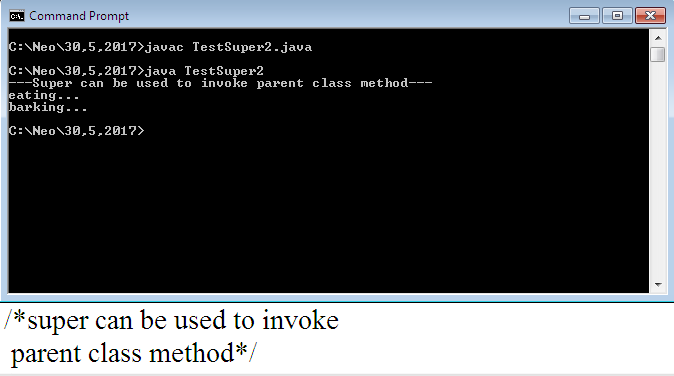 Command Prompt
C:\Neo\30,5,2017>javac TestSuper2.java
C:\Neo\30,5,2017>java TestSuper2
---Super can be used to invoke parent class method---
eating...
barking...
C:\Neo\30,5,2017>
/*super can be used to invoke
parent class method*/